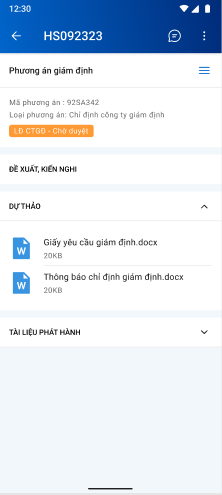 12:30
HS092323
Phương án giám định
Mã phương án : 92SA342
Loại phương án: Chỉ định công ty giám định
LĐ CTGĐ - Chờ duyệt
ĐỀ XUẤT, KIẾN NGHI
DỰ THẢO
Giấy yêu cầu giám định.docx
20KB
Thông báo chỉ định giám định.docx
20KB
TÀI LIỆU PHÁT HÀNH